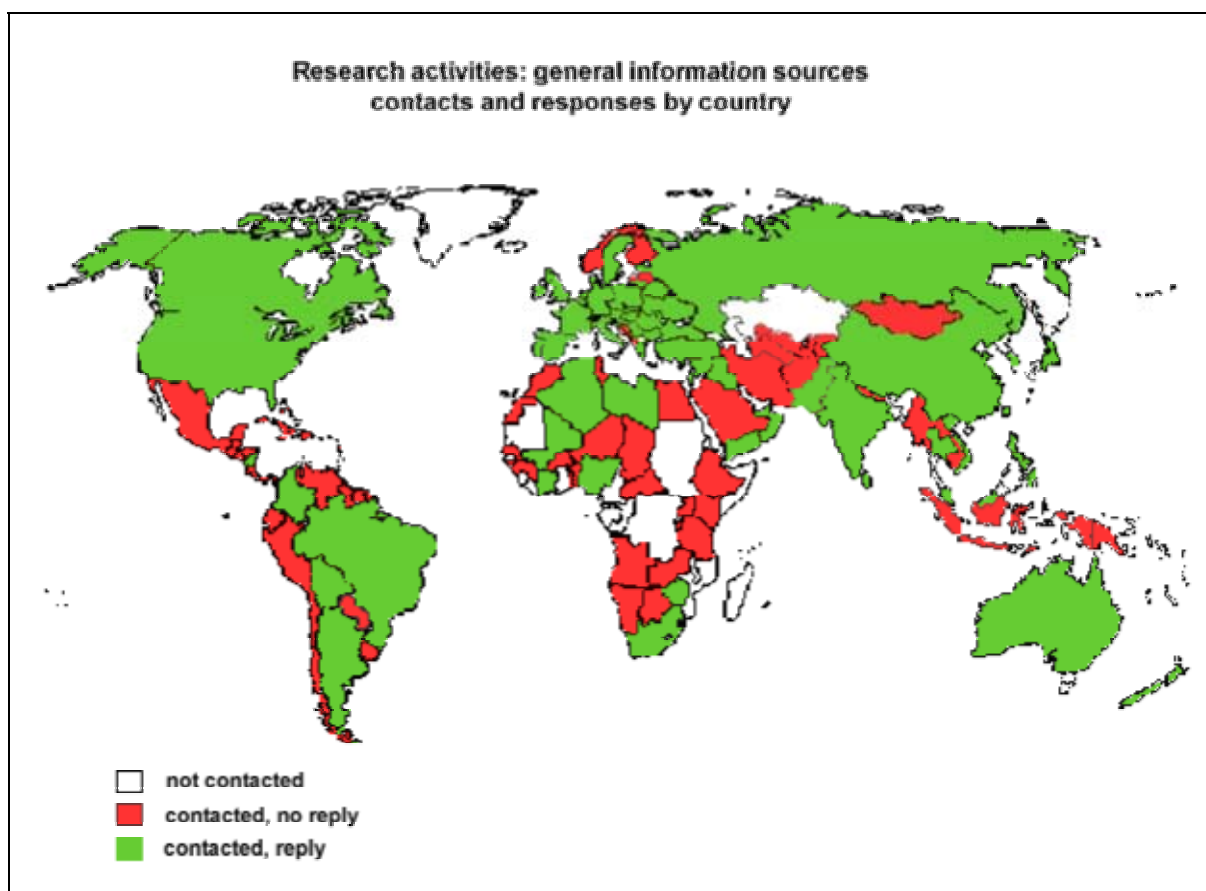 Research activities: general information sources
contacts and responses by country
not contacted
contacted, no reply
contacted, reply